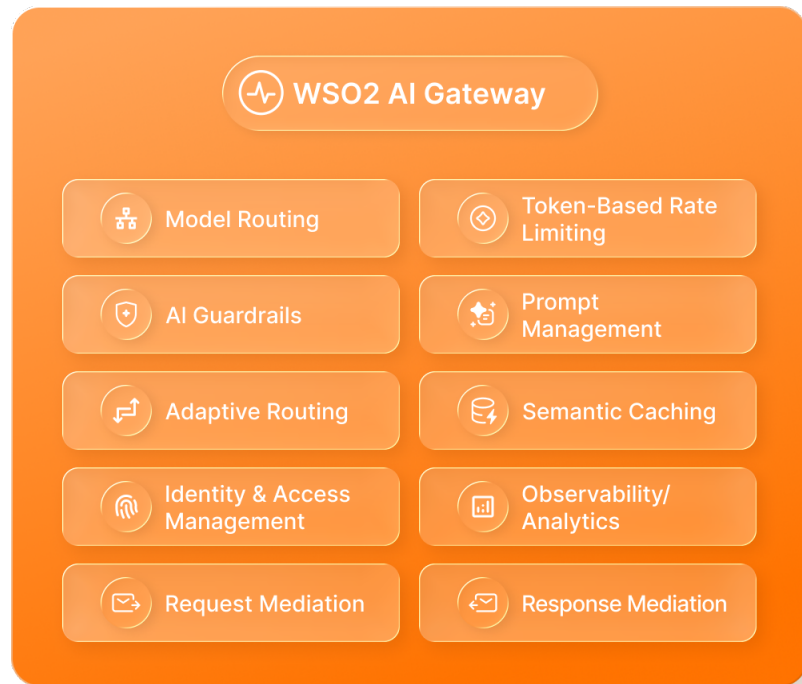 WSO2 AI Gateway
Model Routing
Token-Based Rate
Limiting
AI Guardrails
Prompt
Management
Adaptive Routing
Semantic Caching
Identity & Access
Management
Observability/
Analytics
Request Mediation
Response Mediation